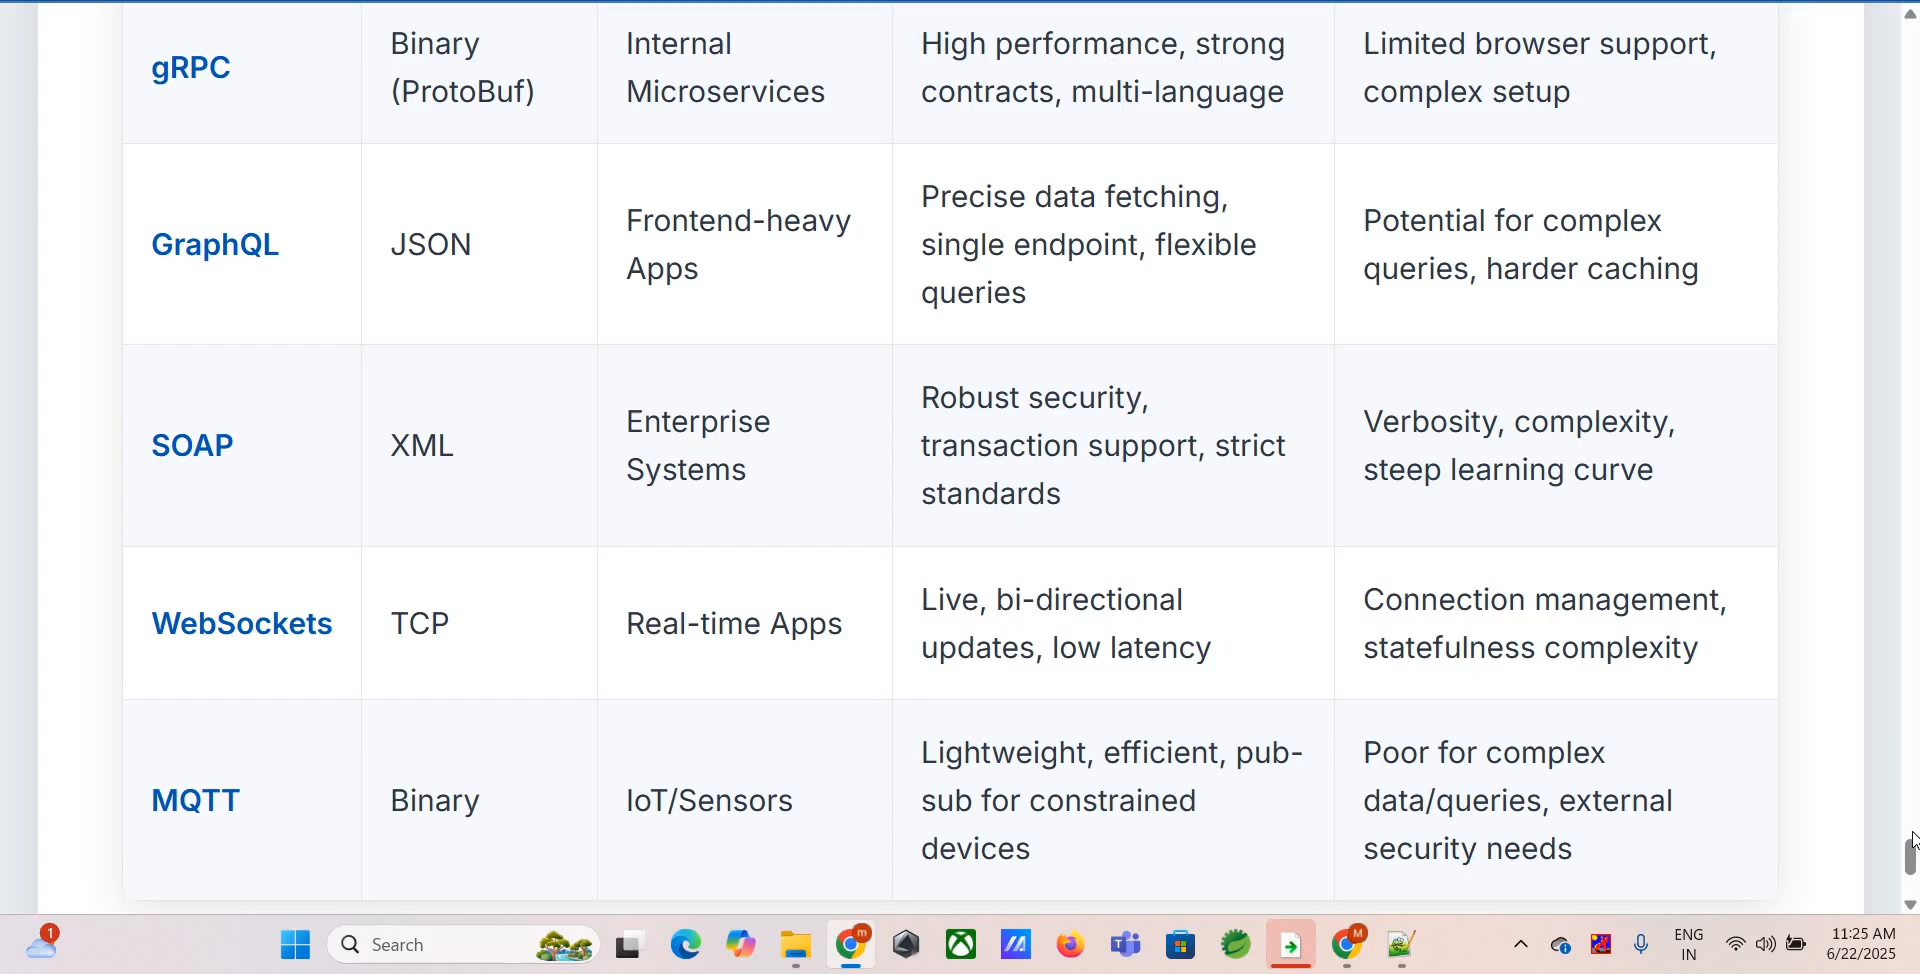 gRPC
Binary
(ProtoBuf)
Internal
Microservices
High performance, strong
contracts, multi-language
Limited browser support,
complex setup
GraphQL
JSON
Frontend-heavy
Apps
Precise data fetching,
single endpoint, flexible
queries
Potential for complex
queries, harder caching
SOAP
XML
Enterprise
Systems
Robust security,
transaction support, strict
standards
Verbosity, complexity,
steep learning curve
WebSockets
TCP
Real-time Apps
Live, bi-directional
updates, low latency
Connection management,
statefulness complexity
MQTT
Binary
IoT/Sensors
Lightweight, efficient, pub-
sub for constrained
devices
Poor for complex
data/queries, external
security needs
1
Search
m
M
ENG
IN
11:25 AM
6/22/2025